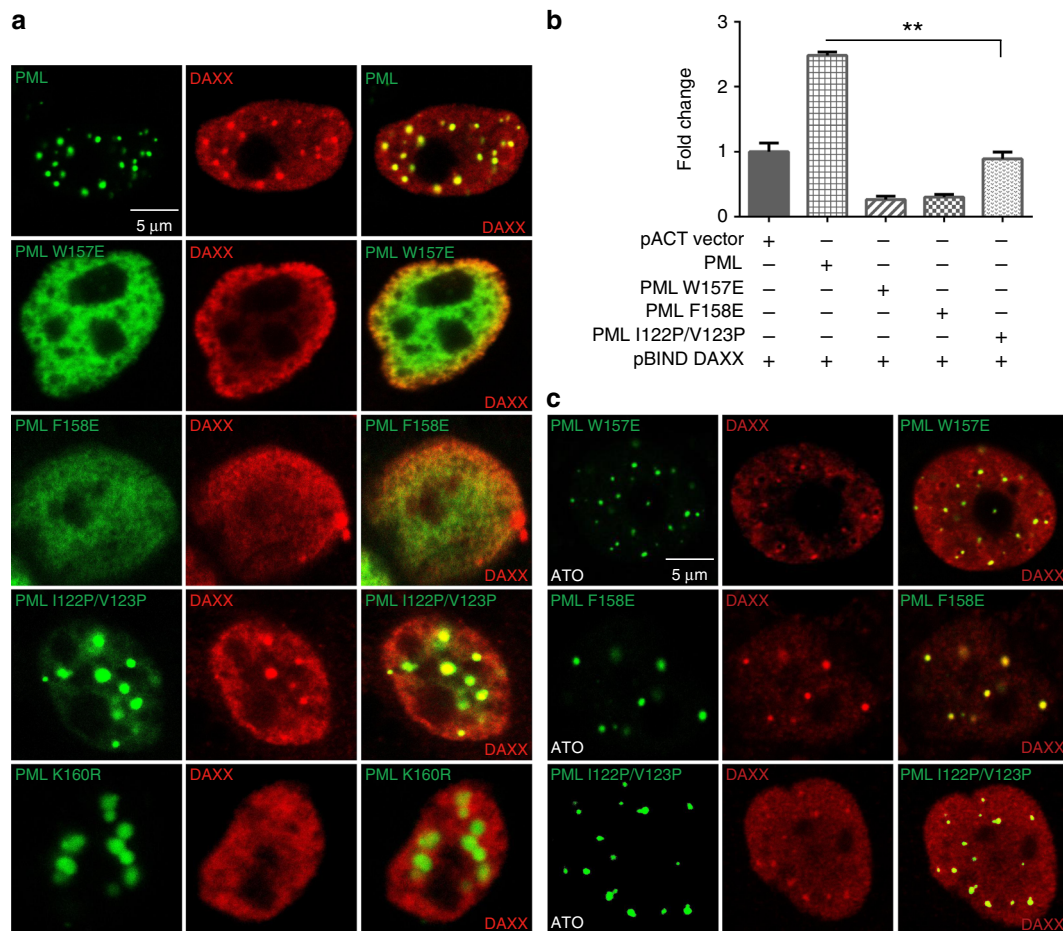 a
PML
DAXX
PML
DAXX
5 μm
PML W157E
DAXX
PML W157E
DAXX
PML F158E
DAXX
PML F158E
DAXX
PML I122P/V123P
DAXX
PML I122P/V123P
DAXX
PML K160R
DAXX
PML K160R
DAXX
b
Fold change
3
2
1
0
**
pACT vector + – – – –
PML – + – – –
PML W157E – – + – –
PML F158E – – – + –
PML I122P/V123P – – – – +
pBIND DAXX + + + + +
c
PML W157E
DAXX
PML W157E
5 μm
ATO
DAXX
PML F158E
DAXX
PML F158E
ATO
DAXX
PML I122P/V123P
DAXX
PML I122P/V123P
ATO
DAXX